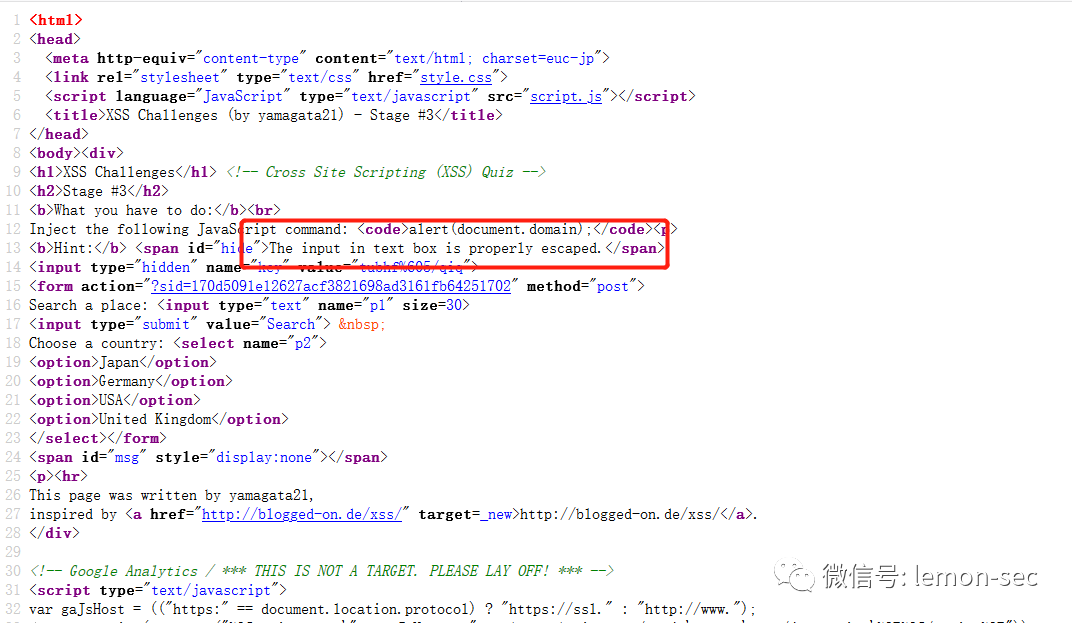 1 <html>
2 <head>
3 <meta http-equiv="content-type" content="text/html; charset=euc-jp">
4 <link rel="stylesheet" type="text/css" href="style.css">
5 <script language="JavaScript" type="text/javascript" src="script.js"></script>
6 <title>XSS Challenges (by yamagata21) - Stage #3</title>
7 </head>
8 <body><div>
9 <h1>XSS Challenges</h1> <!-- Cross Site Scripting (XSS) Quiz -->
10 <h2>Stage #3</h2>
11 <b>What you have to do:</b><br>
12 Inject the following JavaScript command: <code>alert(document.domain);</code><p>
13 <b>Hint:</b> <span id="hide">The input in text box is properly escaped.</span>
14 <input type="hidden" name="key" value="tubhf%605/qiq">
15 <form action="?sid=170d5091e12627acf3821698ad3161fb64251702" method="post">
16 Search a place: <input type="text" name="p1" size=30>
17 <input type="submit" value="Search"> &nbsp;
18 Choose a country: <select name="p2">
19 <option>Japan</option>
20 <option>Germany</option>
21 <option>USA</option>
22 <option>United Kingdom</option>
23 </select></form>
24 <span id="msg" style="display:none"></span>
25 <p><hr>
26 This page was written by yamagata21,
27 inspired by <a href="http://blogged-on.de/xss/" target=_new>http://blogged-on.de/xss/</a>.
28 </div>
29
30 <!-- Google Analytics / *** THIS IS NOT A TARGET. PLEASE LAY OFF! *** -->
31 <script type="text/javascript">
32 var gaJsHost = (("https:" == document.location.protocol) ? "https://ssl." : "http://www.");
微信号: lemon-sec